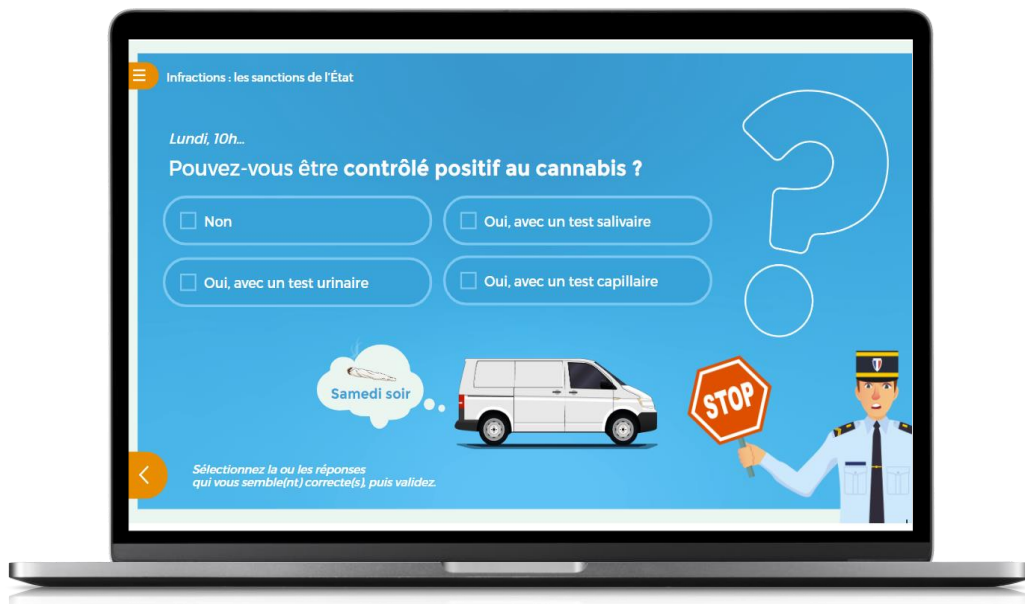 Infractions : les sanctions de l'État
Lundi, 10h...
Pouvez-vous être contrôlé positif au cannabis ?
Non
Oui, avec un test salivaire
Oui, avec un test urinaire
Oui, avec un test capillaire
Samedi soir
STOP
Sélectionnez la ou les réponses
qui vous semble(nt) correcte(s), puis validez.